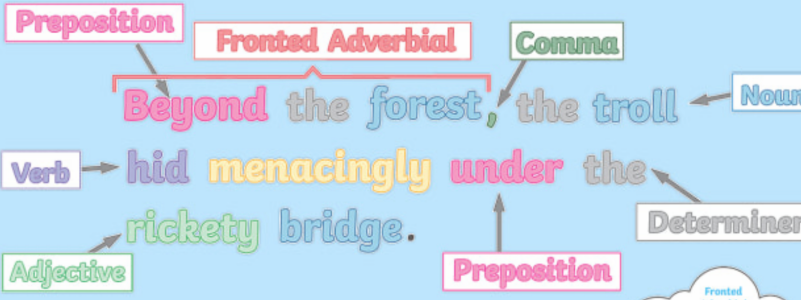 Preposition
Fronted Adverbial
Comma
Beyond the forest, the troll
Noun
Verb
hid menacingly under the
Determiner
rickety bridge.
Adjective
Preposition
Fronted